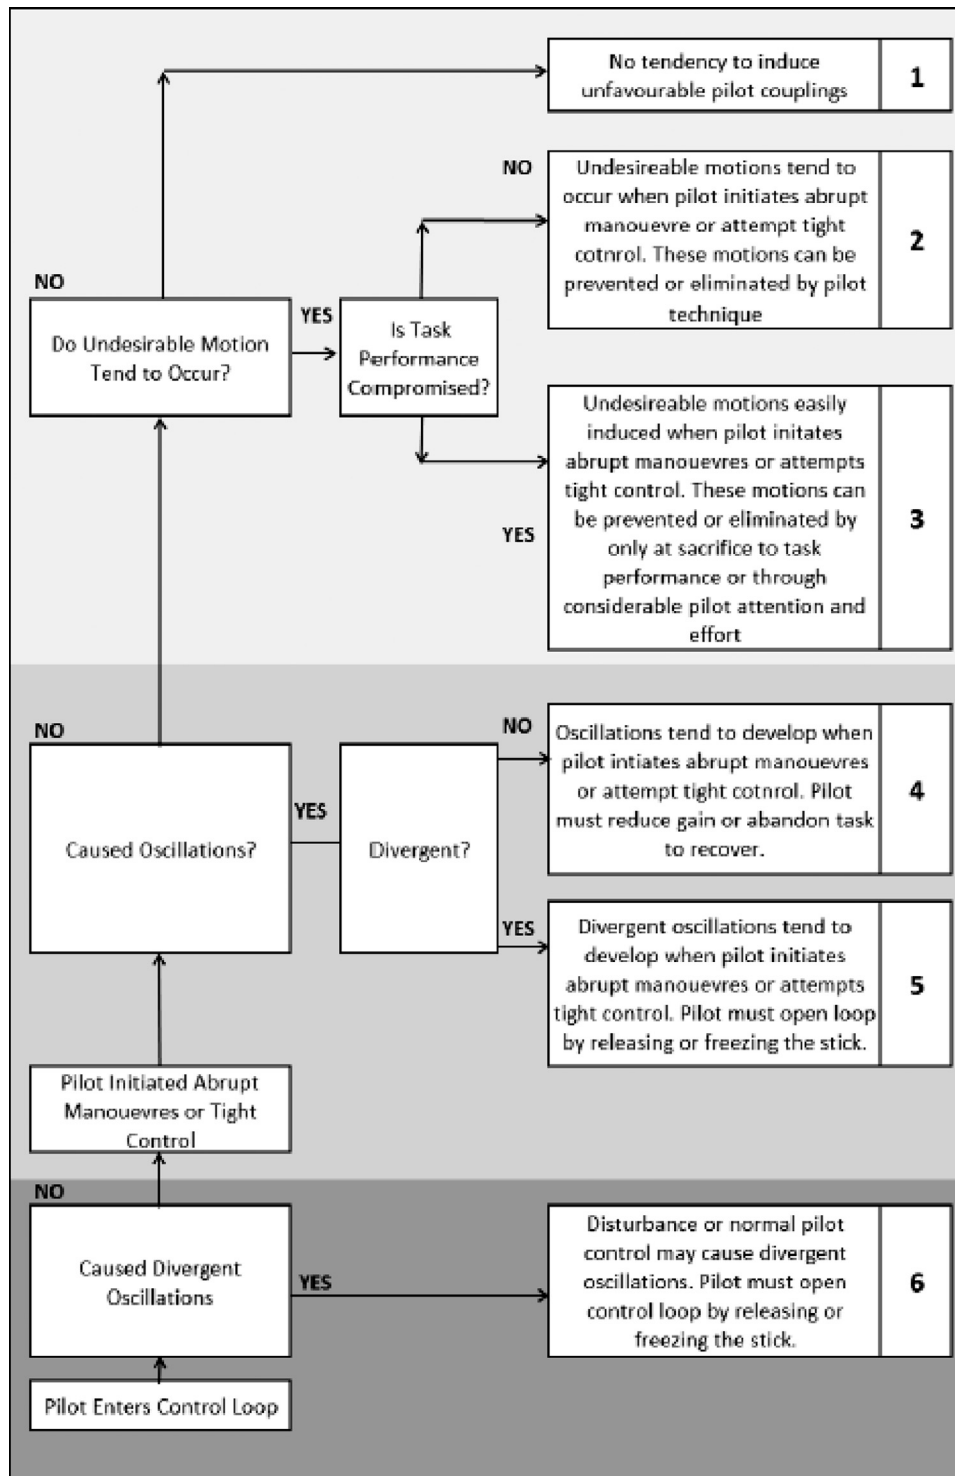 No tendency to induce
unfavourable pilot couplings
1
NO
Undesireable motions tend to
occur when pilot initiates abrupt
manouevre or attempt tight
cotnrol. These motions can be
prevented or eliminated by pilot
technique
2
NO
Do Undesirable Motion
Tend to Occur?
YES
Is Task
Performance
Compromised?
YES
Undesireable motions easily
induced when pilot initates
abrupt manouevres or attempts
tight control. These motions can
be prevented or eliminated by
only at sacrifice to task
performance or through
considerable pilot attention and
effort
3
NO
Caused Oscillations?
YES
Divergent?
NO
Oscillations tend to develop when
pilot intiates abrupt manouevres
or attempt tight cotnrol. Pilot
must reduce gain or abandon task
to recover.
4
YES
Divergent oscillations tend to
develop when pilot initiates
abrupt manouevres or attempts
tight control. Pilot must open loop
by releasing or freezing the stick.
5
Pilot Initiated Abrupt
Manouevres or Tight
Control
NO
Caused Divergent
Oscillations
YES
Disturbance or normal pilot
control may cause divergent
oscillations. Pilot must open
control loop by releasing or
freezing the stick.
6
Pilot Enters Control Loop